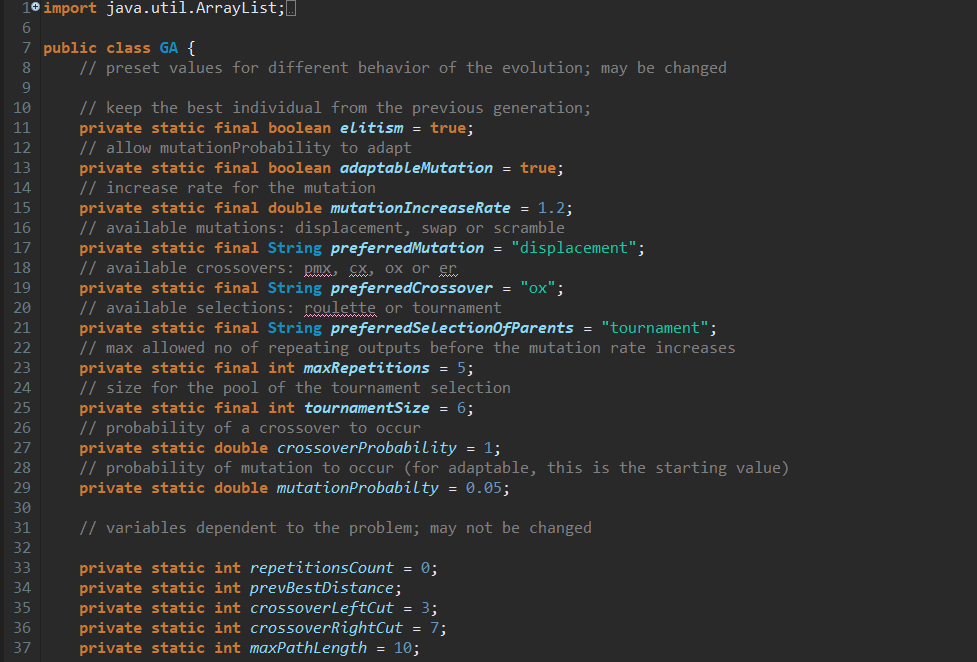 1 import java.util.ArrayList;
6
7 public class GA {
8 // preset values for different behavior of the evolution; may be changed
9
10 // keep the best individual from the previous generation;
11 private static final boolean elitism = true;
12 // allow mutationProbability to adapt
13 private static final boolean adaptableMutation = true;
14 // increase rate for the mutation
15 private static final double mutationIncreaseRate = 1.2;
16 // available mutations: displacement, swap or scramble
17 private static final String preferredMutation = "displacement";
18 // available crossovers: pmx, cx, ox or er
19 private static final String preferredCrossover = "ox";
20 // available selections: roulette or tournament
21 private static final String preferredSelectionOfParents = "tournament";
22 // max allowed no of repeating outputs before the mutation rate increases
23 private static final int maxRepetitions = 5;
24 // size for the pool of the tournament selection
25 private static final int tournamentSize = 6;
26 // probability of a crossover to occur
27 private static double crossoverProbability = 1;
28 // probability of mutation to occur (for adaptable, this is the starting value)
29 private static double mutationProbabilty = 0.05;
30
31 // variables dependent to the problem; may not be changed
32
33 private static int repetitionsCount = 0;
34 private static int prevBestDistance;
35 private static int crossoverLeftCut = 3;
36 private static int crossoverRightCut = 7;
37 private static int maxPathLength = 10;